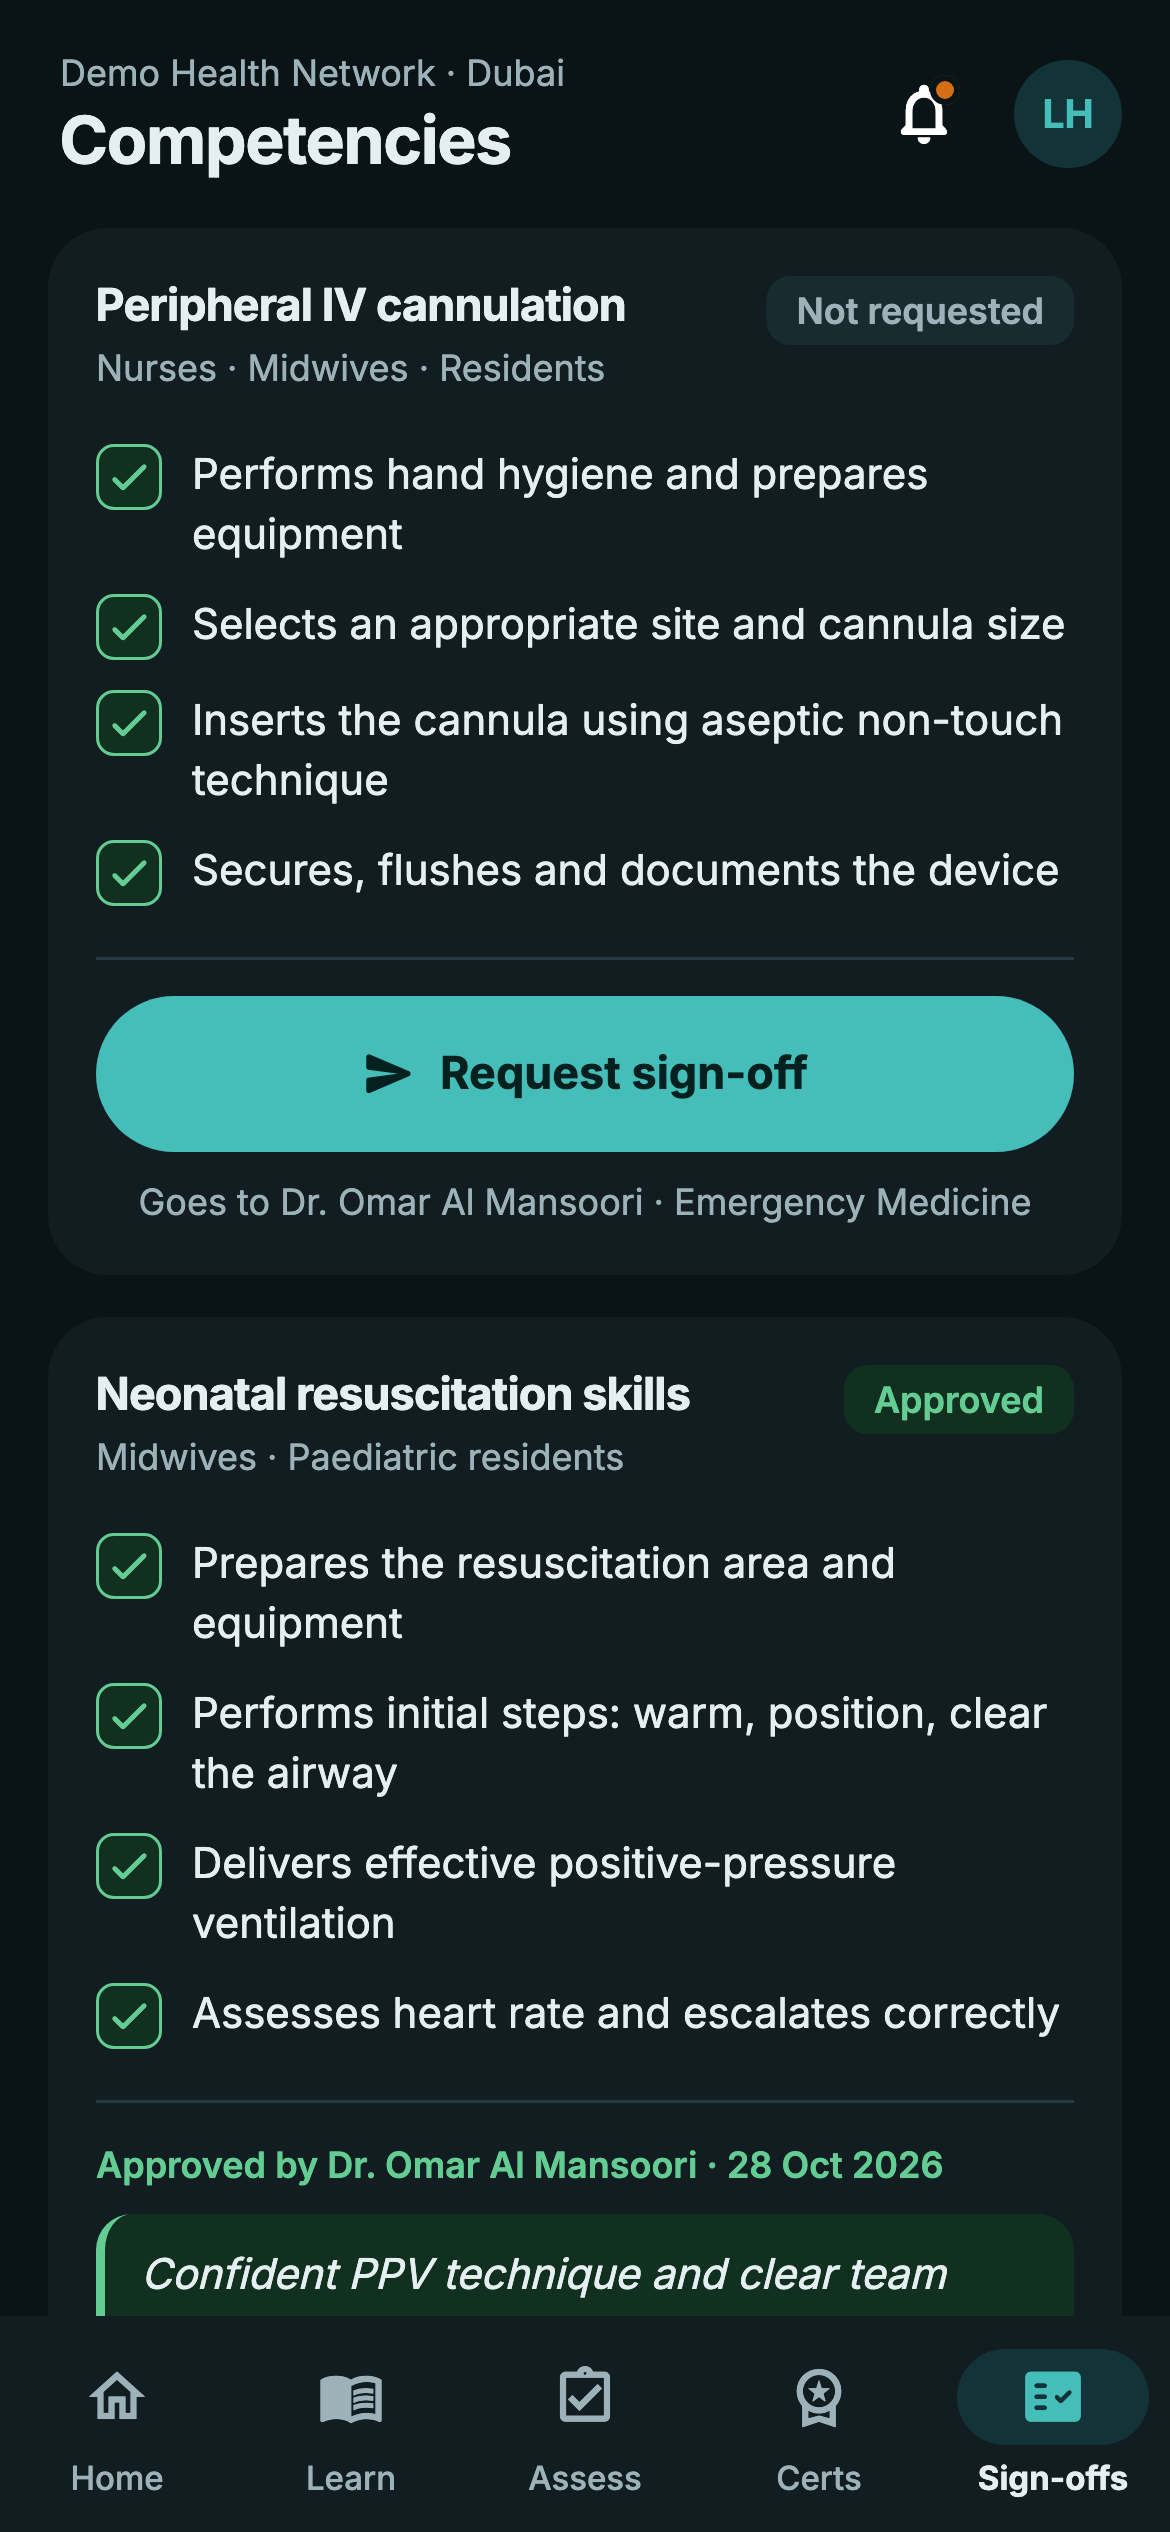 Demo Health Network · Dubai
Competencies
LH
Peripheral IV cannulation
Not requested
Nurses · Midwives · Residents
Performs hand hygiene and prepares
equipment
Selects an appropriate site and cannula size
Inserts the cannula using aseptic non-touch
technique
Secures, flushes and documents the device
Request sign-off
Goes to Dr. Omar Al Mansoori · Emergency Medicine
Neonatal resuscitation skills
Approved
Midwives · Paediatric residents
Prepares the resuscitation area and
equipment
Performs initial steps: warm, position, clear
the airway
Delivers effective positive-pressure
ventilation
Assesses heart rate and escalates correctly
Approved by Dr. Omar Al Mansoori · 28 Oct 2026
Confident PPV technique and clear team
Home
Learn
Assess
Certs
Sign-offs